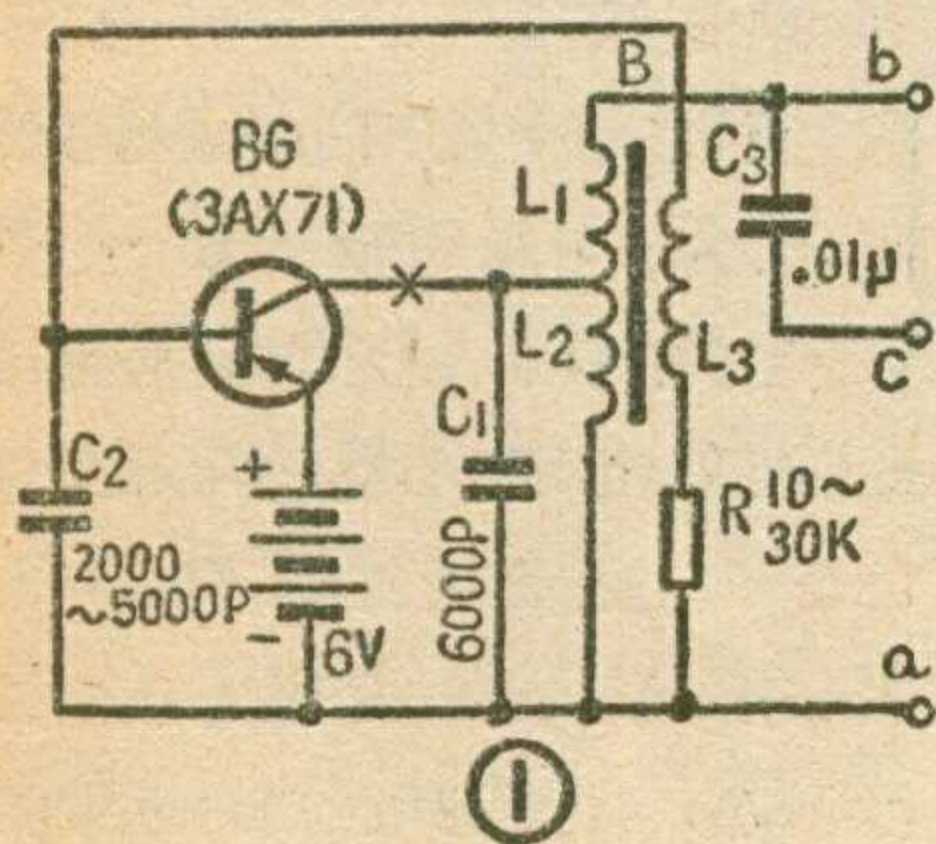 B
b
BG
(3AX71)
L1
C3
.01μ
L2
L3
C
C1
C2
+
R 10~
30K
2000
~5000P
6000P
-
6V
a
1